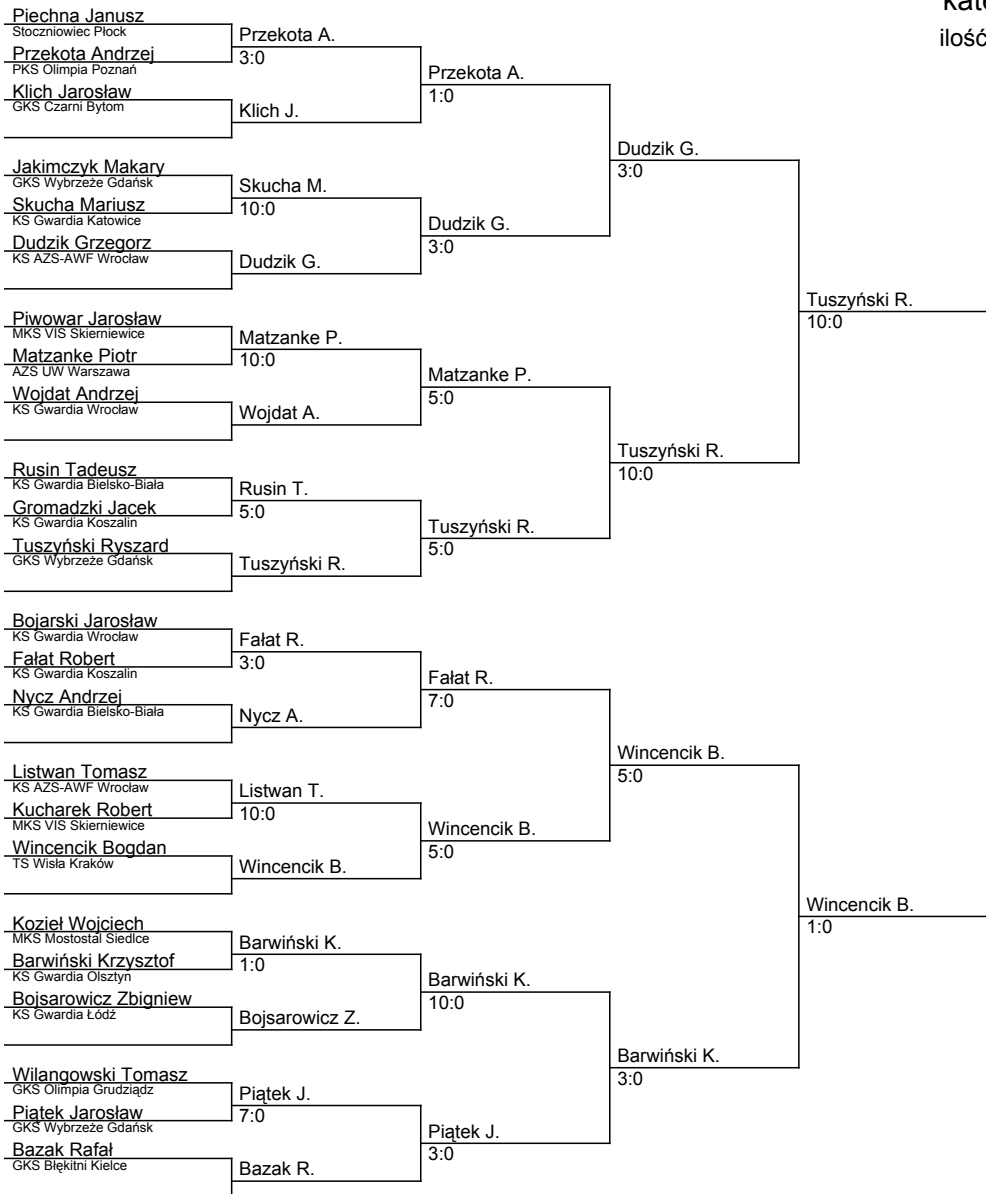 kate
ilość
Piechna Janusz
Stoczniowiec Płock
Przekota Andrzej
PKS Olimpia Poznań
Klich Jarosław
GKS Czarni Bytom
Jakimczyk Makary
GKS Wybrzeże Gdańsk
Skucha Mariusz
KS Gwardia Katowice
Dudzik Grzegorz
KS AZS-AWF Wrocław
Piwowar Jarosław
MKS VIS Skierniewice
Matzanke Piotr
AZS UW Warszawa
Wojdat Andrzej
KS Gwardia Wrocław
Rusin Tadeusz
KS Gwardia Bielsko-Biała
Gromadzki Jacek
KS Gwardia Koszalin
Tuszyński Ryszard
GKS Wybrzeże Gdańsk
Bojarski Jarosław
KS Gwardia Wrocław
Fałat Robert
KS Gwardia Koszalin
Nycz Andrzej
KS Gwardia Bielsko-Biała
Listwan Tomasz
KS AZS-AWF Wrocław
Kucharek Robert
MKS VIS Skierniewice
Wincencik Bogdan
TS Wisła Kraków
Kozieł Wojciech
MKS Mostostal Siedlce
Barwiński Krzysztof
KS Gwardia Olsztyn
Bojsarowicz Zbigniew
KS Gwardia Łódź
Wilangowski Tomasz
GKS Olimpia Grudziądz
Piątek Jarosław
GKS Wybrzeże Gdańsk
Bazak Rafał
GKS Błękitni Kielce
Przekota A.
3:0
Klich J.
Skucha M.
10:0
Dudzik G.
Matzanke P.
10:0
Wojdat A.
Rusin T.
5:0
Tuszyński R.
Fałat R.
3:0
Nycz A.
Listwan T.
10:0
Wincencik B.
Barwiński K.
1:0
Bojsarowicz Z.
Piątek J.
7:0
Bazak R.
Przekota A.
1:0
Dudzik G.
3:0
Matzanke P.
5:0
Tuszyński R.
5:0
Fałat R.
7:0
Wincencik B.
5:0
Barwiński K.
10:0
Piątek J.
3:0
Dudzik G.
3:0
Tuszyński R.
10:0
Wincencik B.
5:0
Barwiński K.
3:0
Tuszyński R.
10:0
Wincencik B.
1:0